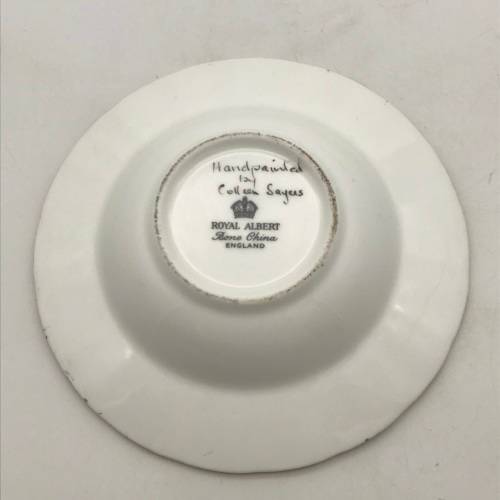 Handpainted
by
Colleen Sayers
ROYAL ALBERT
Bone China
ENGLAND